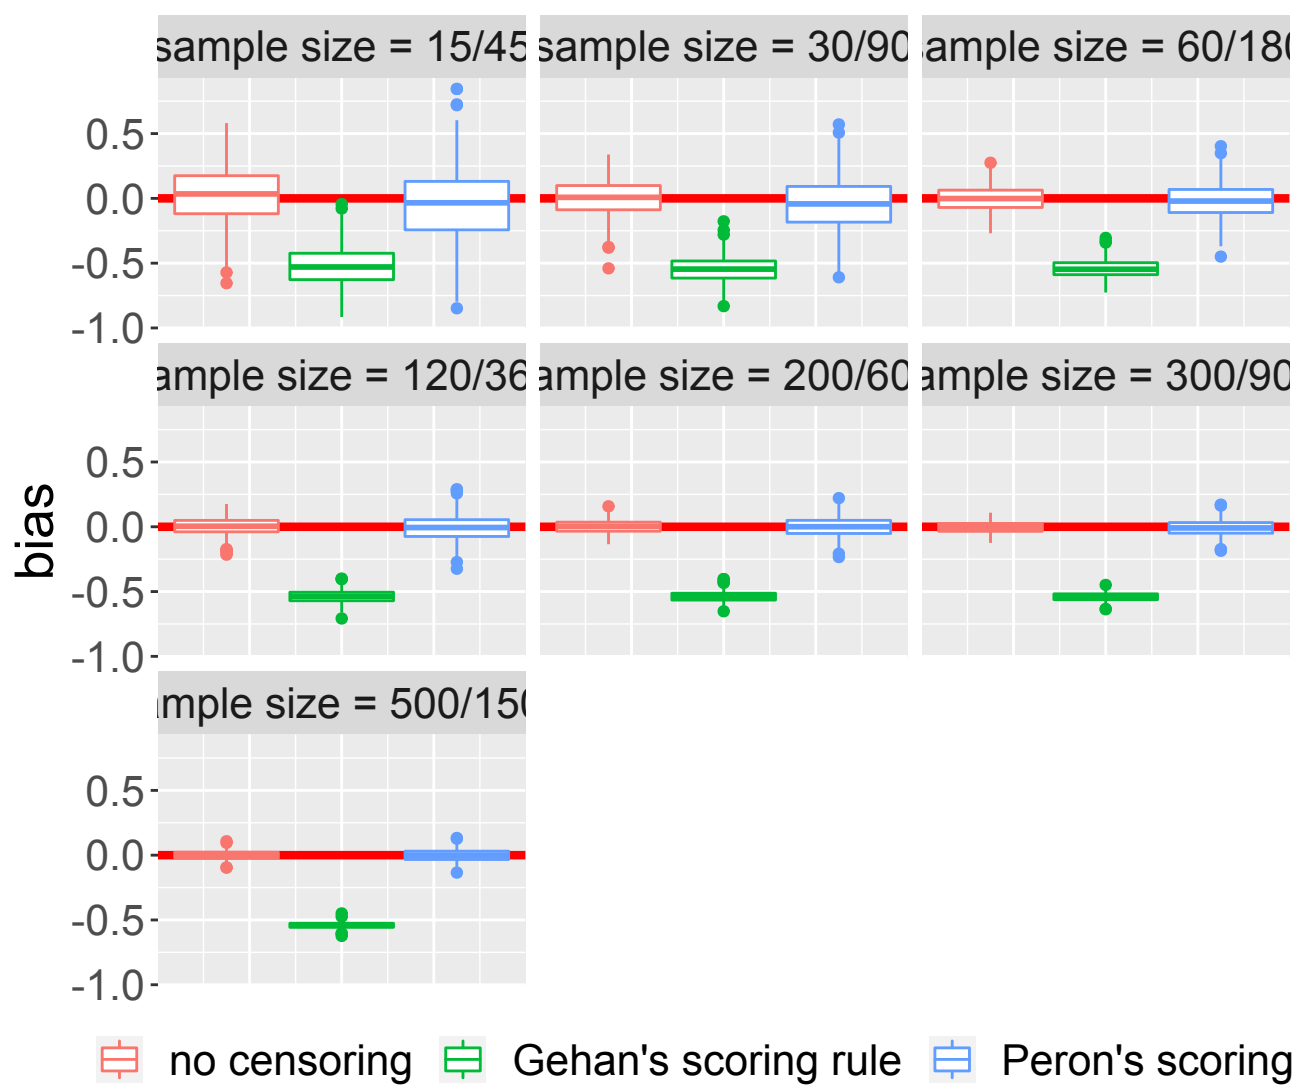 sample size = 15/45
sample size = 30/90
ample size = 60/180
0.5
0.0
-0.5
-1.0
ample size = 120/36
ample size = 200/60
ample size = 300/90
0.5
0.0
-0.5
-1.0
bias
mple size = 500/150
0.5
0.0
-0.5
-1.0
no censoring
Gehan's scoring rule
Peron's scoring